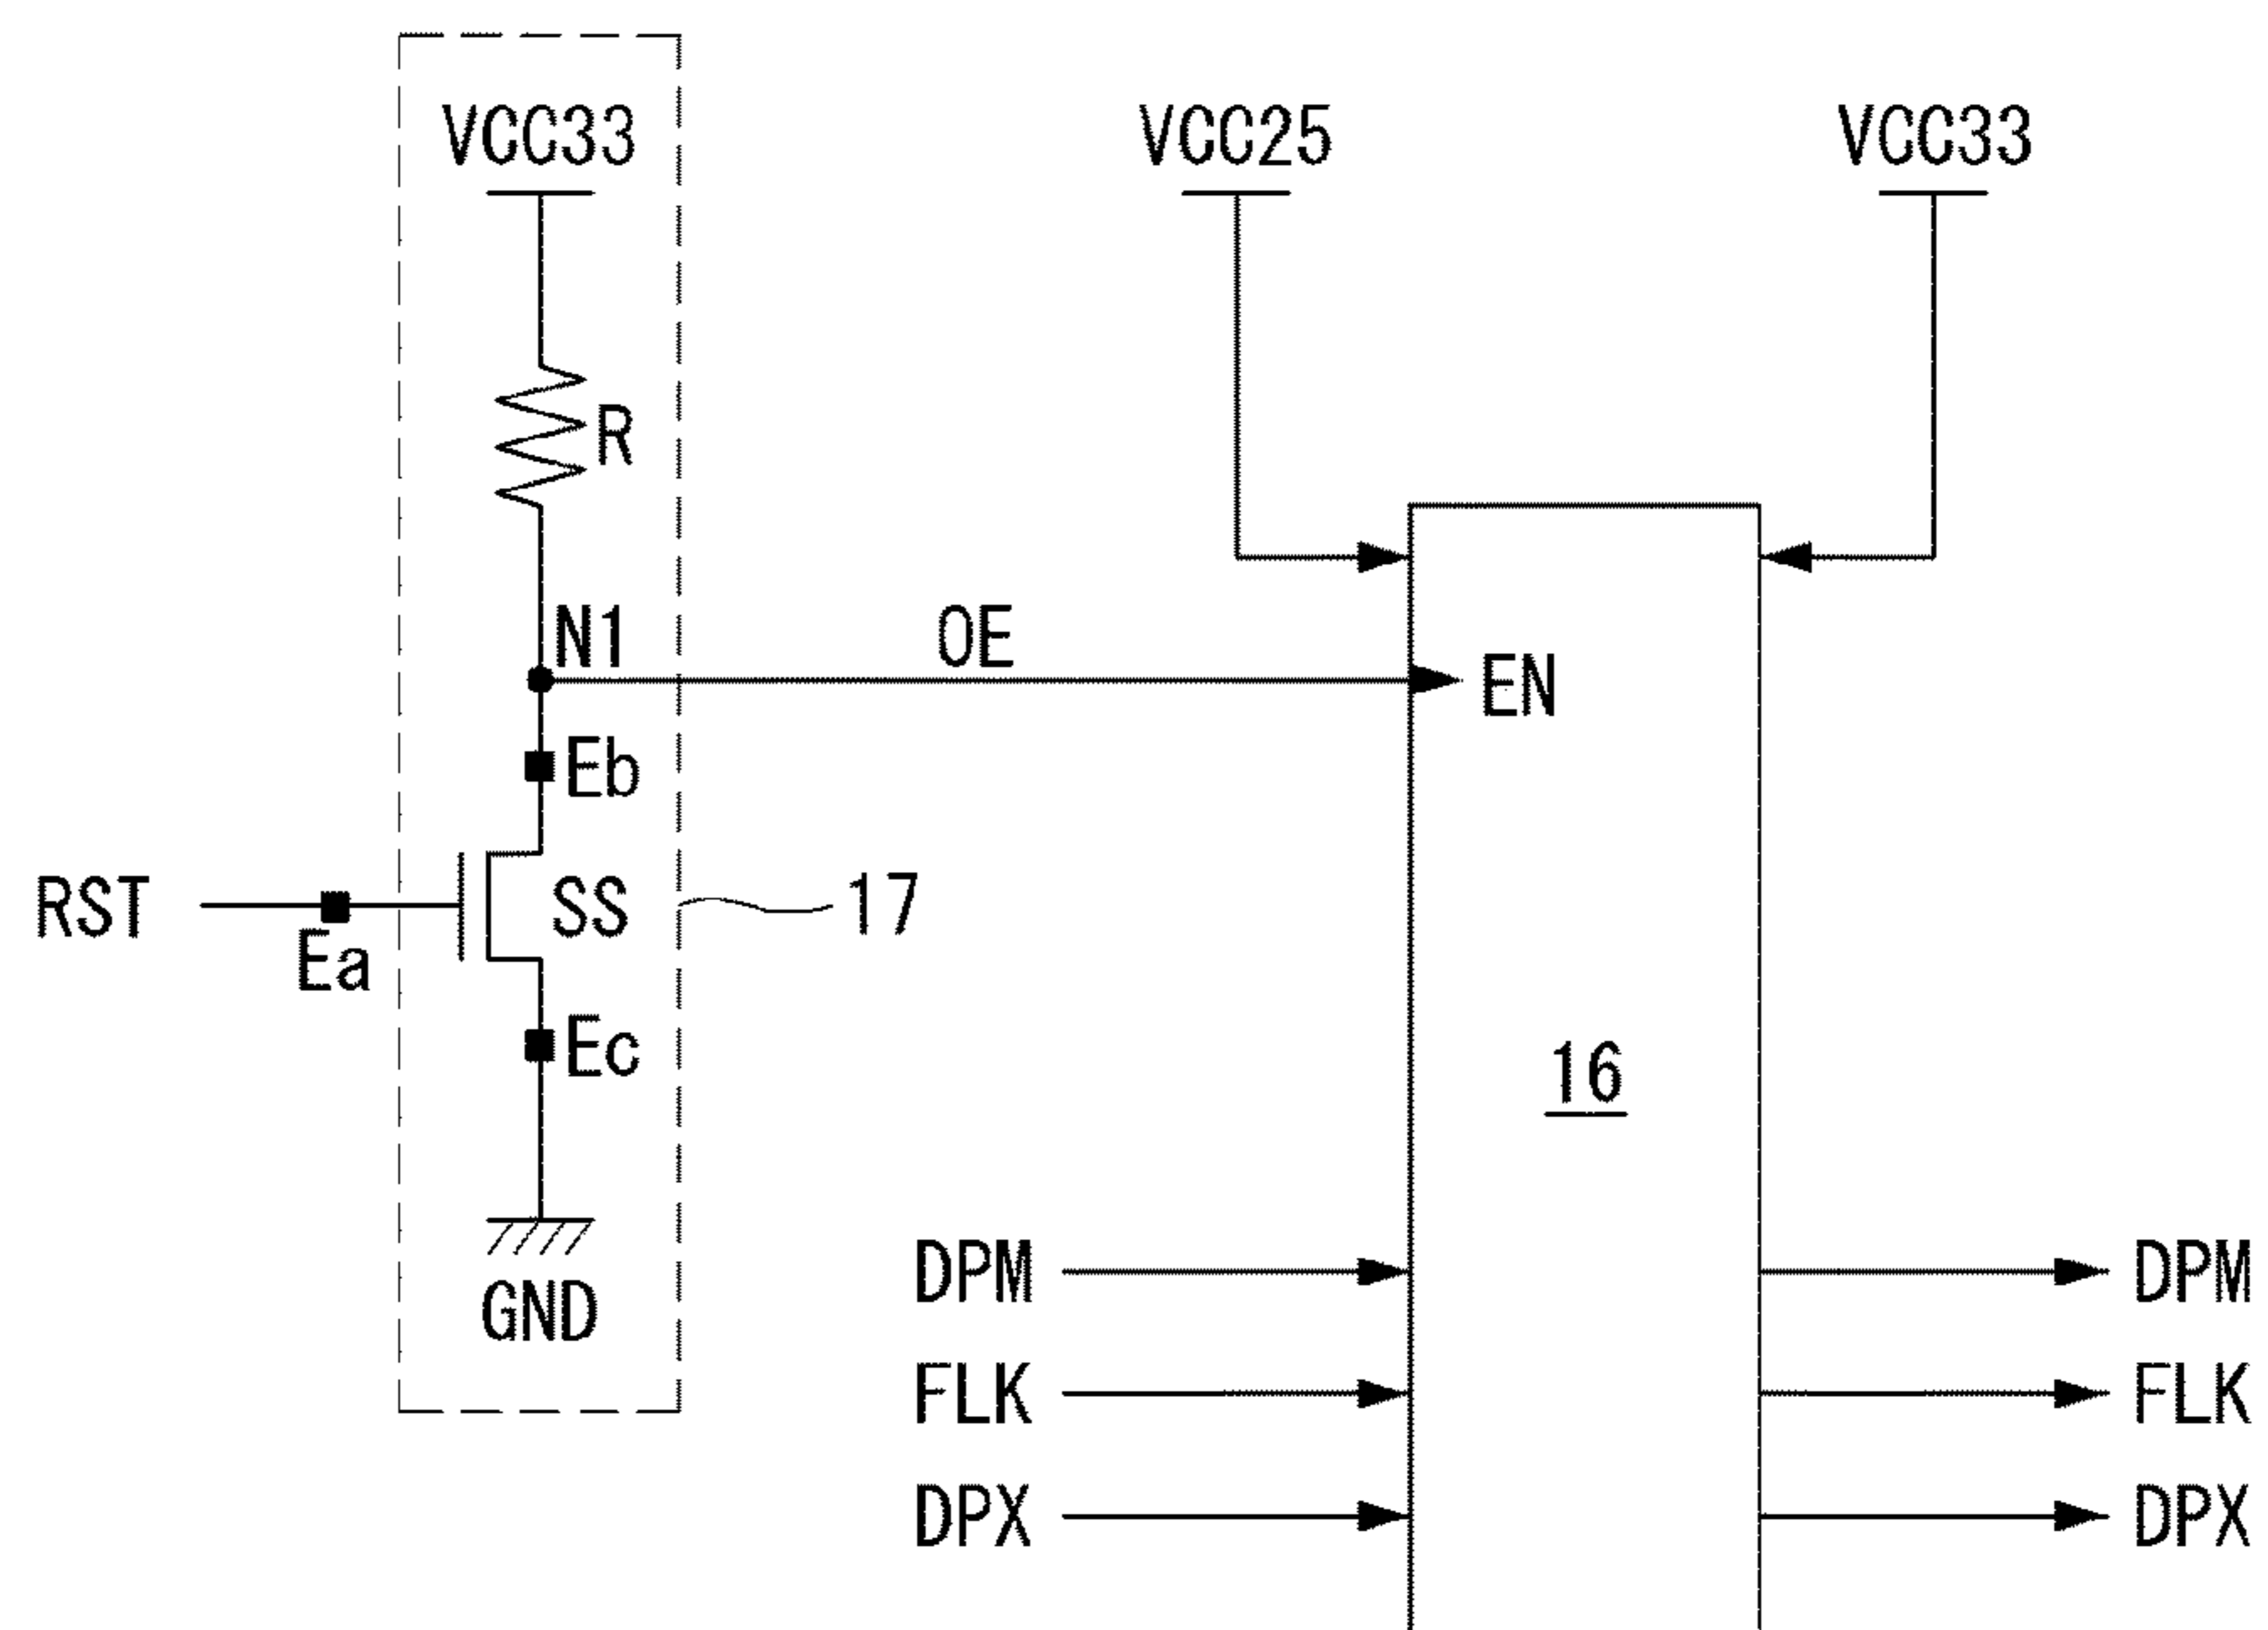 VCC33
VCC25
VCC33
R
N1
OE
EN
Eb
RST
SS
17
Ea
Ec
16
GND
DPM
DPM
FLK
FLK
DPX
DPX